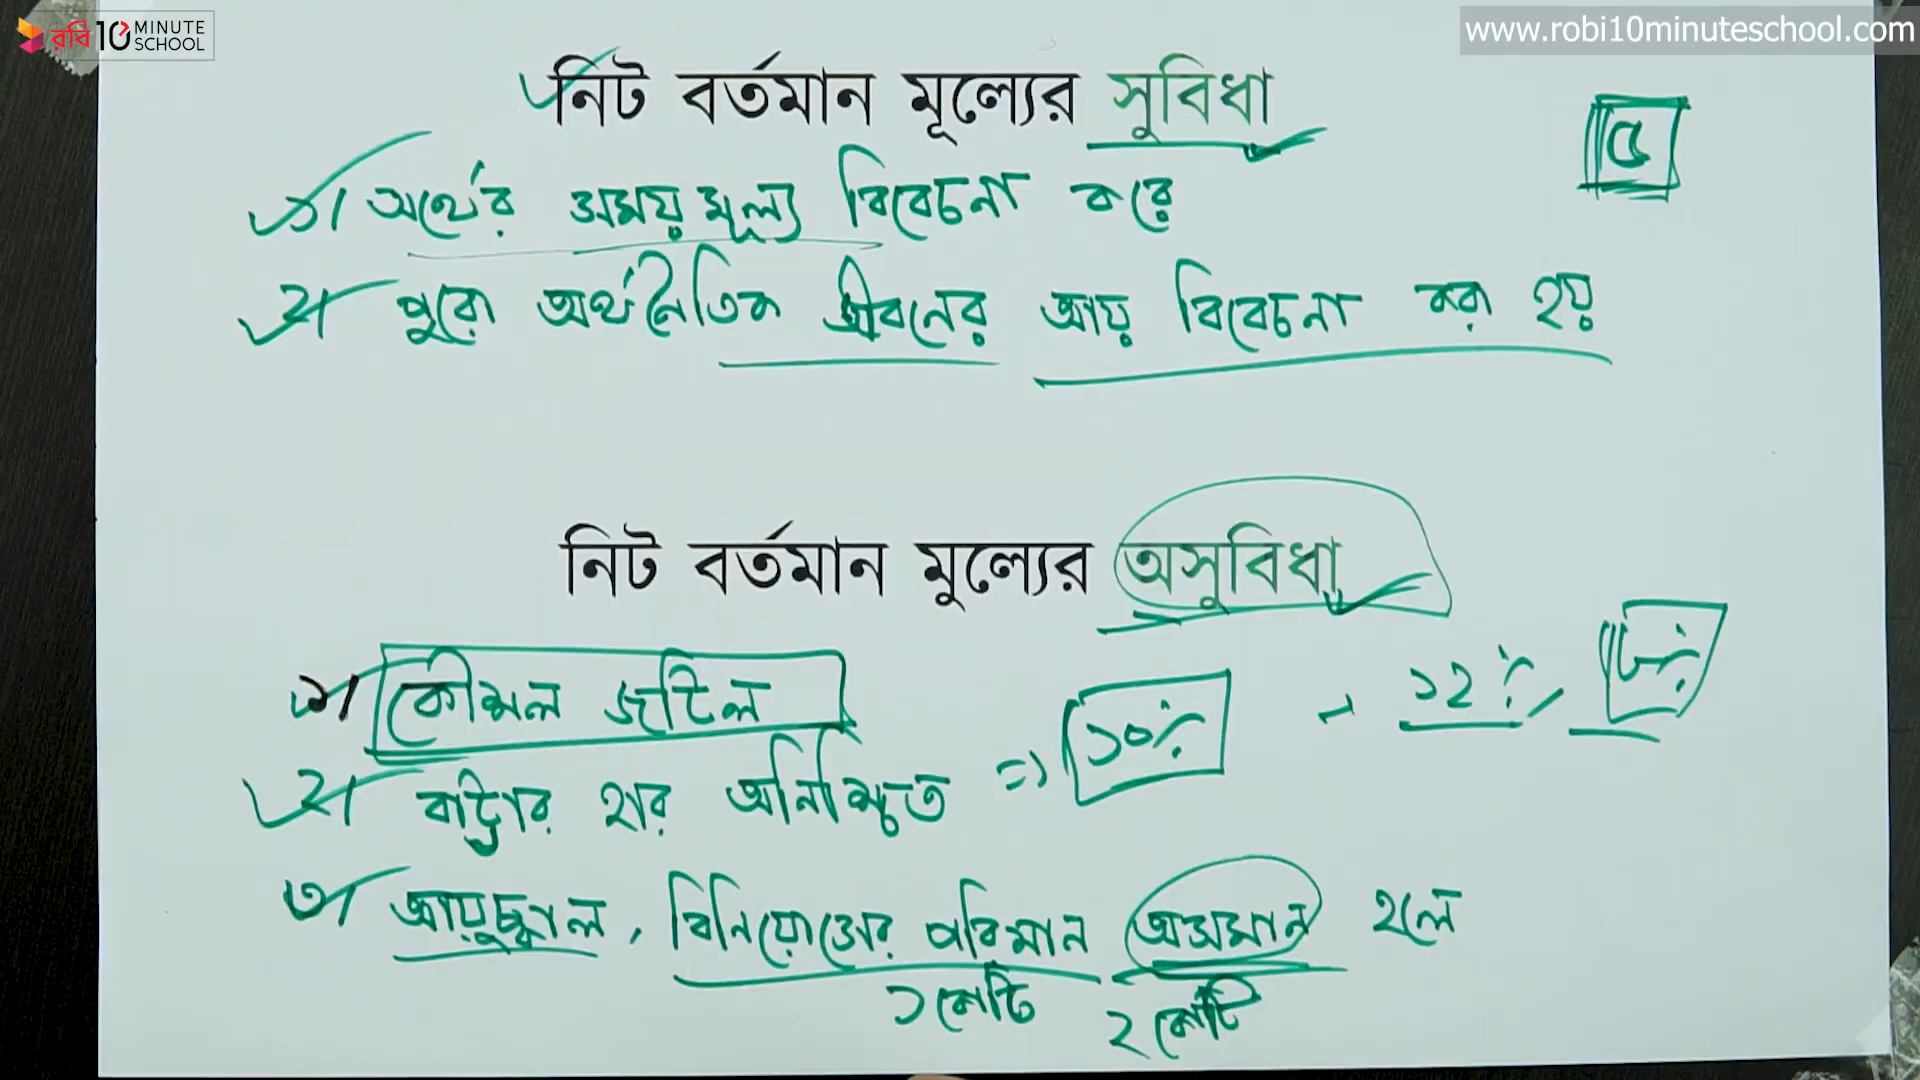 রবি 10 MINUTE SCHOOL
www.robi10minuteschool.com
নিট বর্তমান মূল্যের সুবিধা
৫
১। অর্থের সময় মূল্য বিবেচনা করে
২। পুরো অর্থনৈতিক জীবনের আয় বিবেচনা করা হয়
নিট বর্তমান মূল্যের অসুবিধা
১। কৌশল জটিল
২। বাট্টার হার অনিশ্চিত => ১০% - ১২%, ৮%
৩। আয়ুষ্কাল, বিনিয়োগের পরিমান অসমান হলে
১ কোটি ২ কোটি